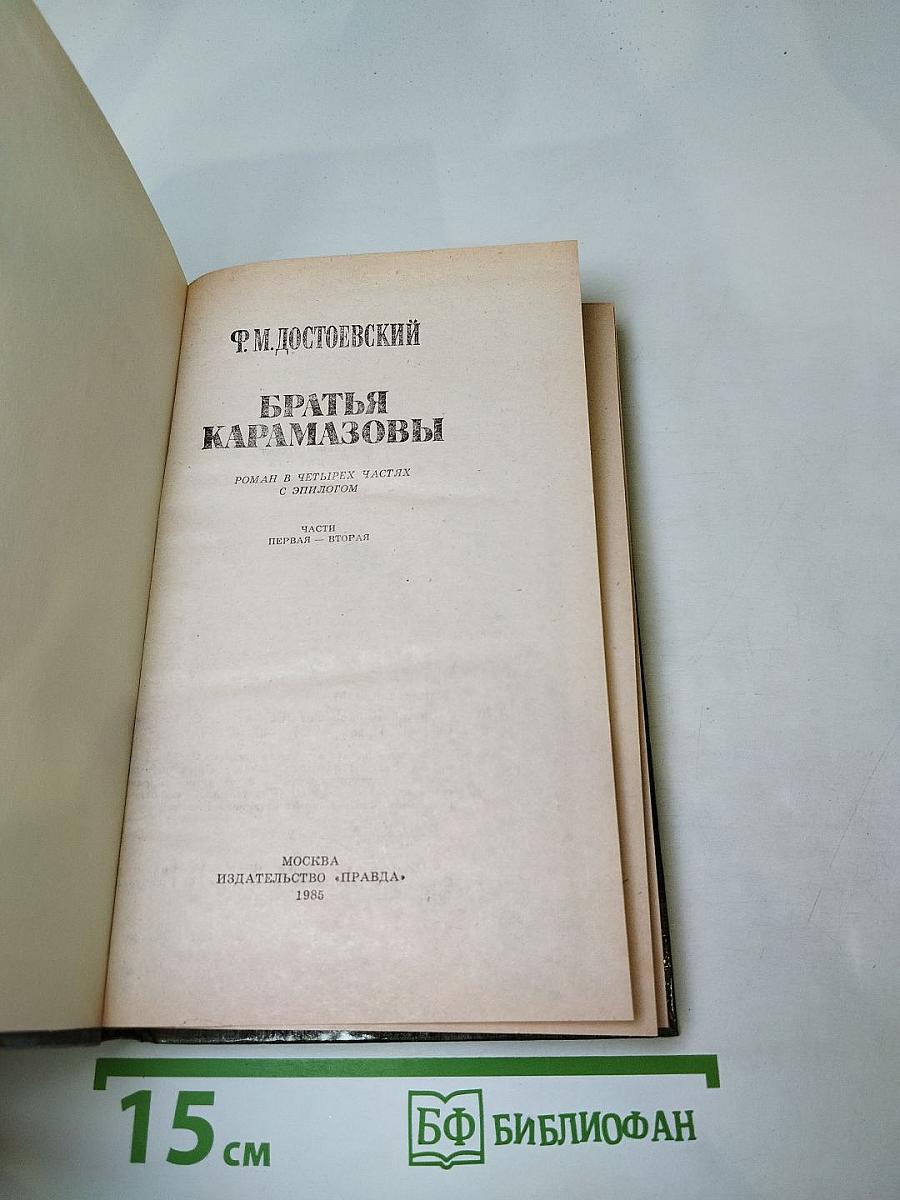 Ф. М. ДОСТОЕВСКИЙ
БРАТЬЯ
КАРАМАЗОВЫ
РОМАН В ЧЕТЫРЕХ ЧАСТЯХ
С ЭПИЛОГОМ
ЧАСТИ
ПЕРВАЯ — ВТОРАЯ
МОСКВА
ИЗДАТЕЛЬСТВО «ПРАВДА»
1985
15 см
БФ БИБЛИОФАН